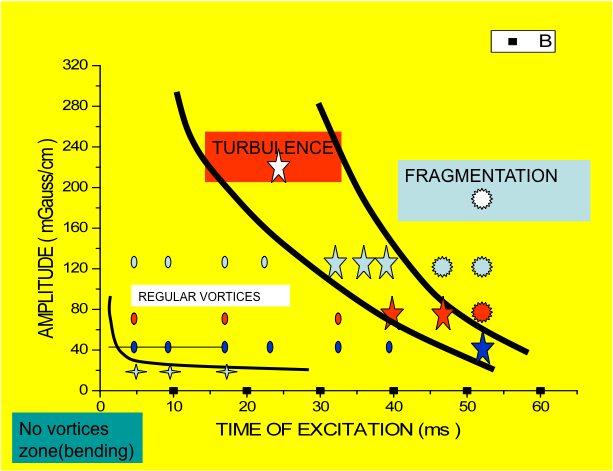 B
320
280
240
200
160
120
80
40
0
AMPLITUDE ( mGauss/cm)
TURBULENCE
FRAGMENTATION
REGULAR VORTICES
0 10 20 30 40 50 60
TIME OF EXCITATION (ms )
No vortices
zone(bending)